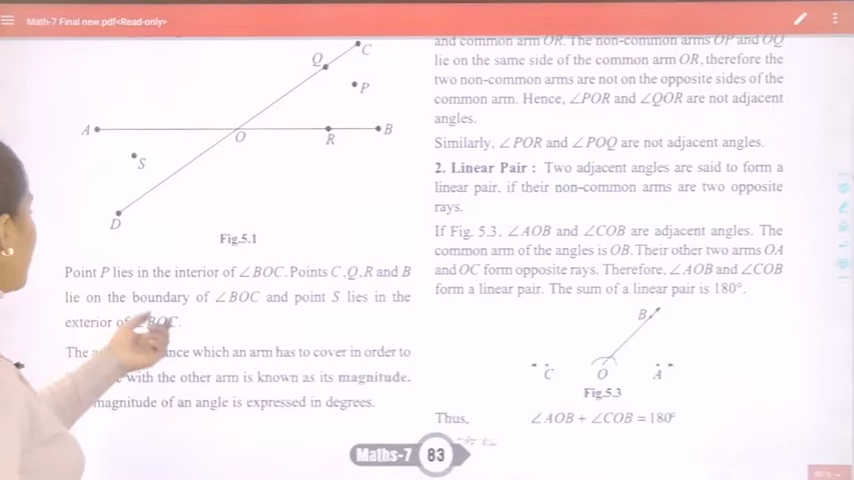 Math-7 Final new.pdf<Read-only>
C
Q
P
A
O
R
B
S
D
Fig.5.1
Point P lies in the interior of ∠BOC. Points C, Q, R and B
lie on the boundary of ∠BOC and point S lies in the
exterior of ∠BOC.
The which an arm has to cover in order to
with the other arm is known as its magnitude.
magnitude of an angle is expressed in degrees.
and common arm OR. The non-common arms OP and OQ
lie on the same side of the common arm OR, therefore the
two non-common arms are not on the opposite sides of the
common arm. Hence, ∠POR and ∠QOR are not adjacent
angles.
Similarly, ∠POR and ∠POQ are not adjacent angles.
2. Linear Pair : Two adjacent angles are said to form a
linear pair, if their non-common arms are two opposite
rays.
If Fig. 5.3, ∠AOB and ∠COB are adjacent angles. The
common arm of the angles is OB. Their other two arms OA
and OC form opposite rays. Therefore, ∠AOB and ∠COB
form a linear pair. The sum of a linear pair is 180°.
B
C
O
A
Fig.5.3
Thus, ∠AOB + ∠COB = 180°
Maths-7 83